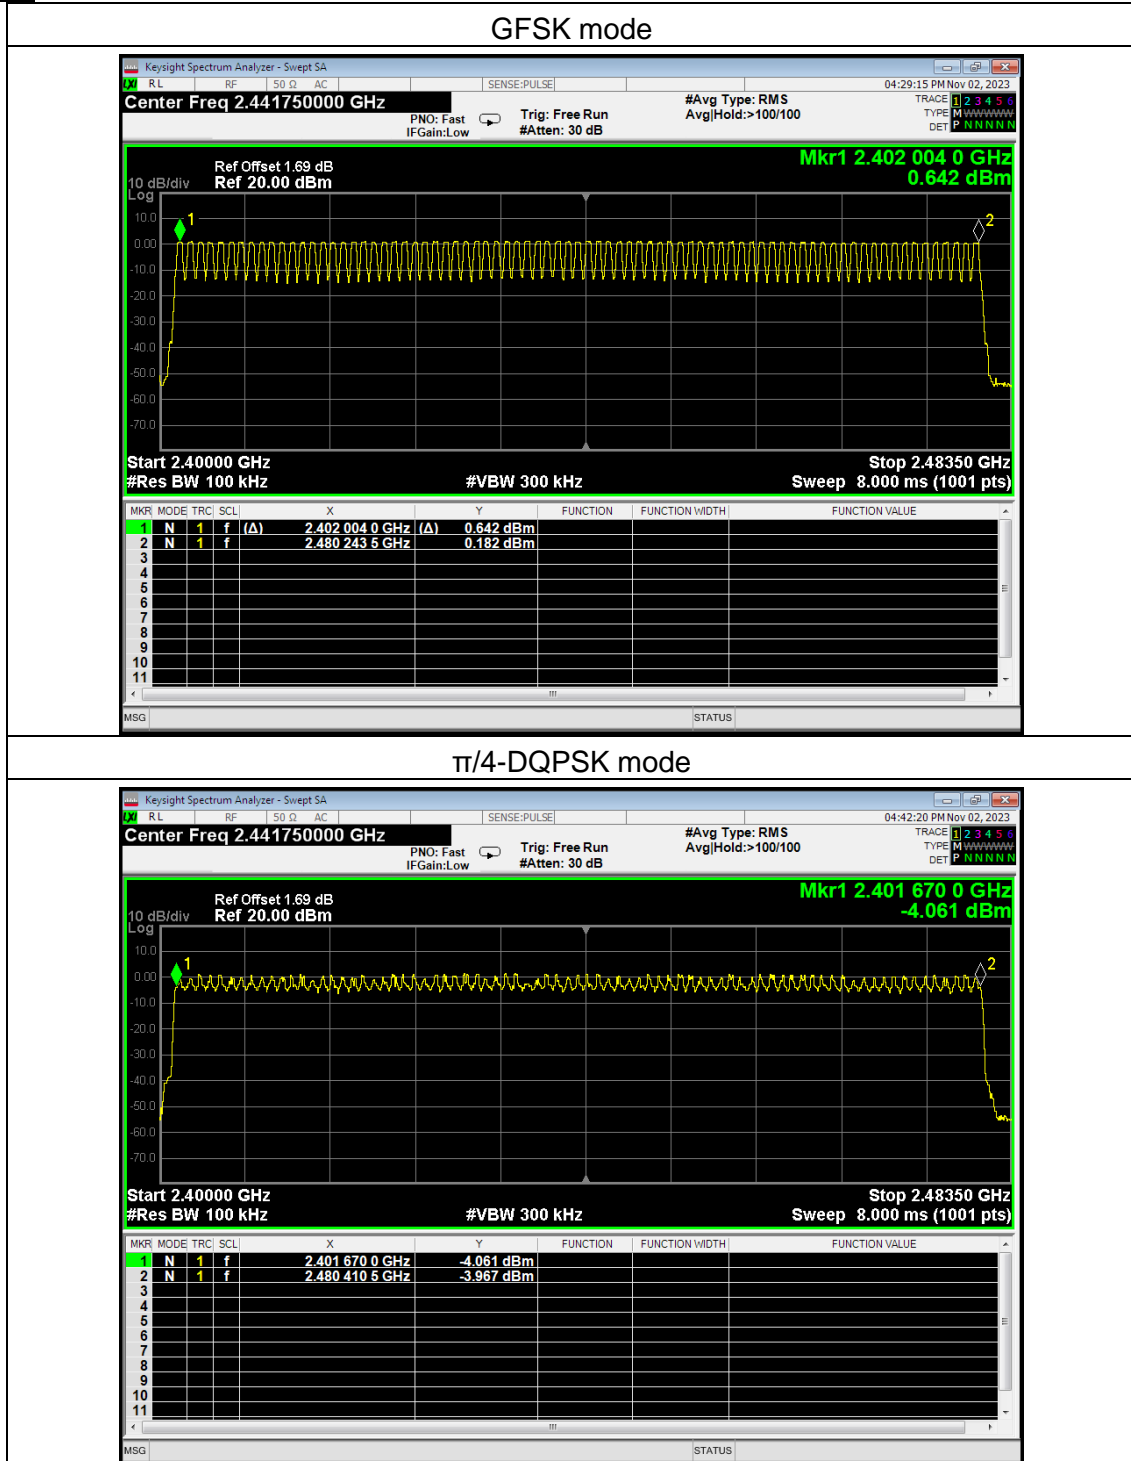 GFSK mode
Keysight Spectrum Analyzer - Swept SA
LXI RL RF 50 Ω AC SENSE:PULSE 04:29:15 PM Nov 02, 2023
Center Freq 2.441750000 GHz #Avg Type: RMS TRACE 1 2 3 4 5 6
PNO: Fast Trig: Free Run Avg|Hold:>100/100 TYPE M WWWWW
IFGain:Low #Atten: 30 dB DET P N N N N N
Mkr1 2.402 004 0 GHz
Ref Offset 1.69 dB
10 dB/div Ref 20.00 dBm 0.642 dBm
Log
10.0
1
2
0.00
-10.0
-20.0
-30.0
-40.0
-50.0
-60.0
-70.0
Start 2.40000 GHz Stop 2.48350 GHz
#Res BW 100 kHz #VBW 300 kHz Sweep 8.000 ms (1001 pts)
MKR MODE TRC SCL X Y FUNCTION FUNCTION WIDTH FUNCTION VALUE
1 N 1 f (Δ) 2.402 004 0 GHz (Δ) 0.642 dBm
2 N 1 f 2.480 243 5 GHz 0.182 dBm
3
4
5
6
7
8
9
10
11
MSG STATUS
π/4-DQPSK mode
Keysight Spectrum Analyzer - Swept SA
LXI RL RF 50 Ω AC SENSE:PULSE 04:42:20 PM Nov 02, 2023
Center Freq 2.441750000 GHz #Avg Type: RMS TRACE 1 2 3 4 5 6
PNO: Fast Trig: Free Run Avg|Hold:>100/100 TYPE M WWWWW
IFGain:Low #Atten: 30 dB DET P N N N N N
Mkr1 2.401 670 0 GHz
Ref Offset 1.69 dB
10 dB/div Ref 20.00 dBm -4.061 dBm
Log
10.0
1
2
0.00
-10.0
-20.0
-30.0
-40.0
-50.0
-60.0
-70.0
Start 2.40000 GHz Stop 2.48350 GHz
#Res BW 100 kHz #VBW 300 kHz Sweep 8.000 ms (1001 pts)
MKR MODE TRC SCL X Y FUNCTION FUNCTION WIDTH FUNCTION VALUE
1 N 1 f 2.401 670 0 GHz -4.061 dBm
2 N 1 f 2.480 410 5 GHz -3.967 dBm
3
4
5
6
7
8
9
10
11
MSG STATUS